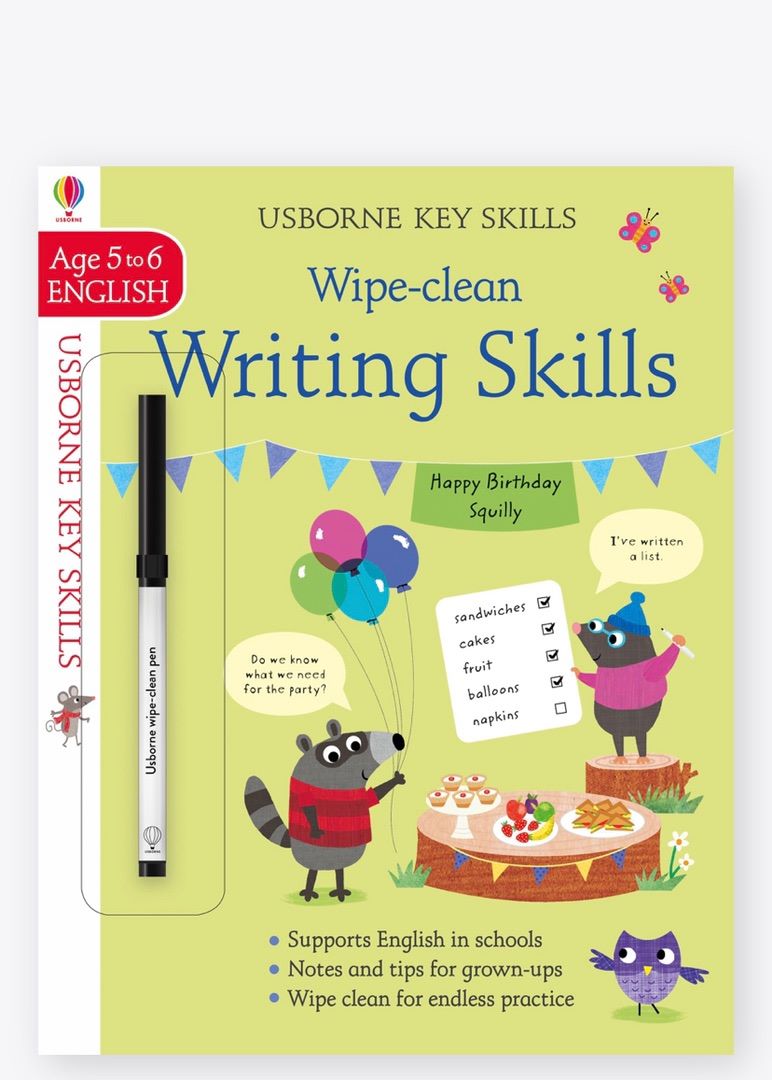 USBORNE
Age 5 to 6
ENGLISH
USBORNE KEY SKILLS
USBORNE KEY SKILLS
Wipe-clean
Writing Skills
Usborne wipe-clean pen
USBORNE
Happy Birthday
Squilly
I've written
a list.
sandwiches
cakes
fruit
balloons
napkins
Do we know
what we need
for the party?
• Supports English in schools
• Notes and tips for grown-ups
• Wipe clean for endless practice